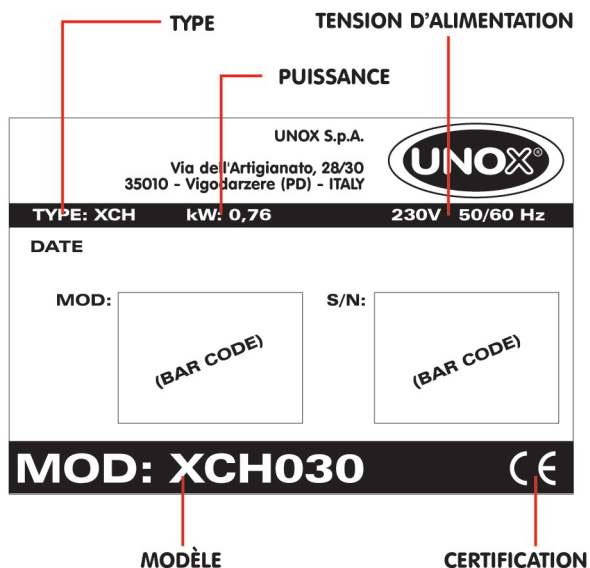 TYPE
TENSION D'ALIMENTATION
PUISSANCE
UNOX S.p.A.
Via dell'Artigianato, 28/30
35010 - Vigodarzere (PD) - ITALY
UNOX®
TYPE: XCH kW: 0,76 230V 50/60 Hz
DATE
MOD: (BAR CODE) S/N: (BAR CODE)
MOD: XCH030 CE
MODÈLE
CERTIFICATION